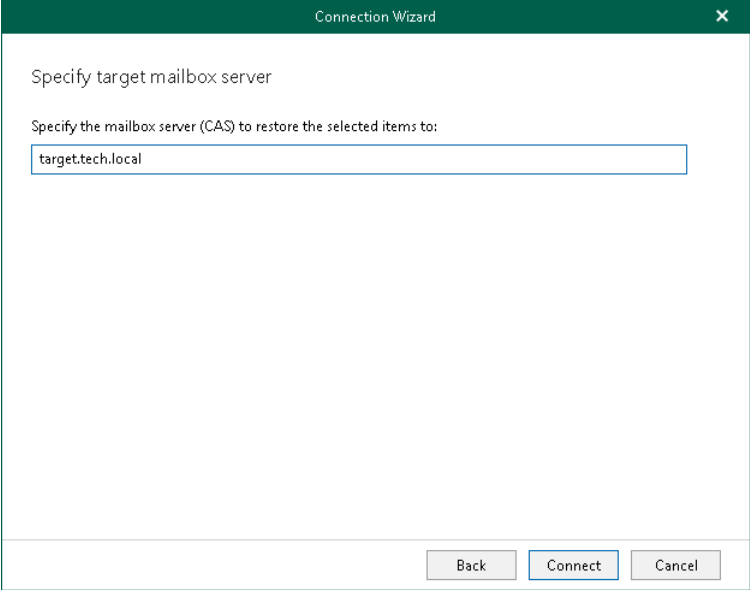 Connection Wizard
Specify target mailbox server
Specify the mailbox server (CAS) to restore the selected items to:
target.tech.local
Back Connect Cancel